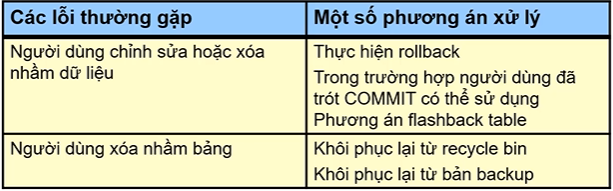 Các lỗi thường gặp
Một số phương án xử lý
Người dùng chỉnh sửa hoặc xóa
nhầm dữ liệu
Thực hiện rollback
Trong trường hợp người dùng đã
trót COMMIT có thể sử dụng
Phương án flashback table
Người dùng xóa nhầm bảng
Khôi phục lại từ recycle bin
Khôi phục lại từ bản backup